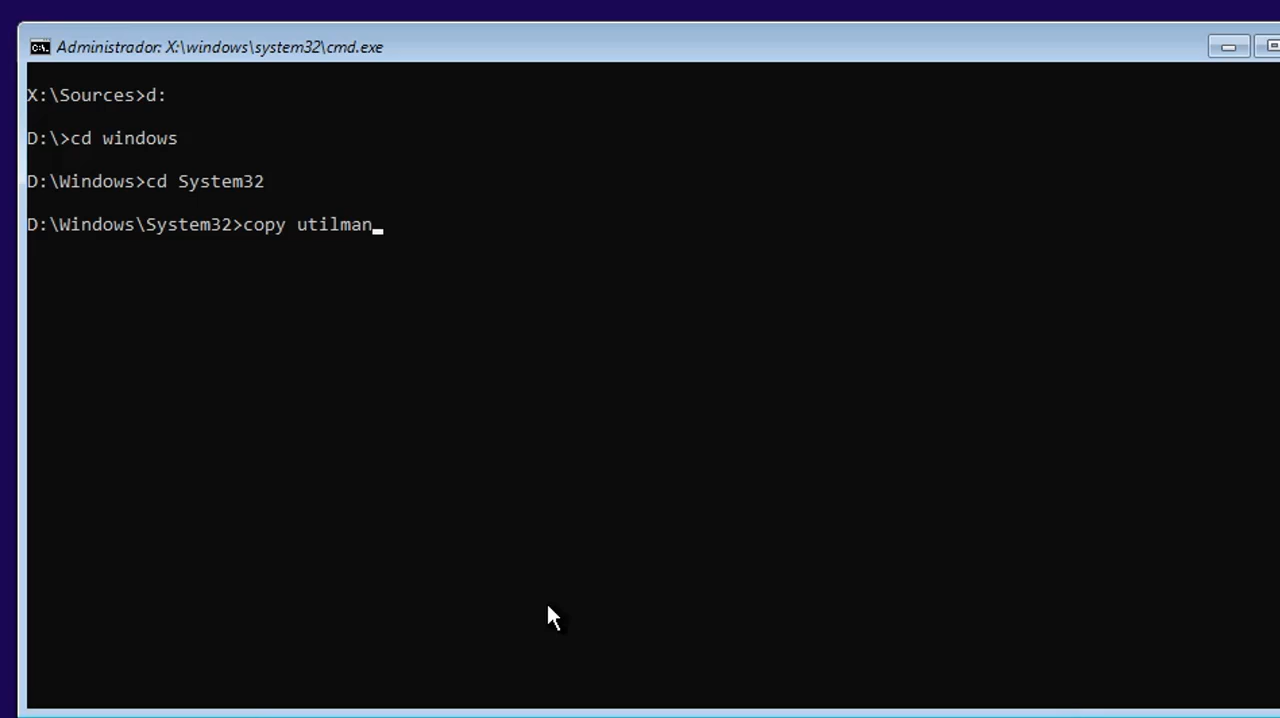 Administrador: X:\windows\system32\cmd.exe
X:\Sources>d:
D:\>cd windows
D:\Windows>cd System32
D:\Windows\System32>copy utilman